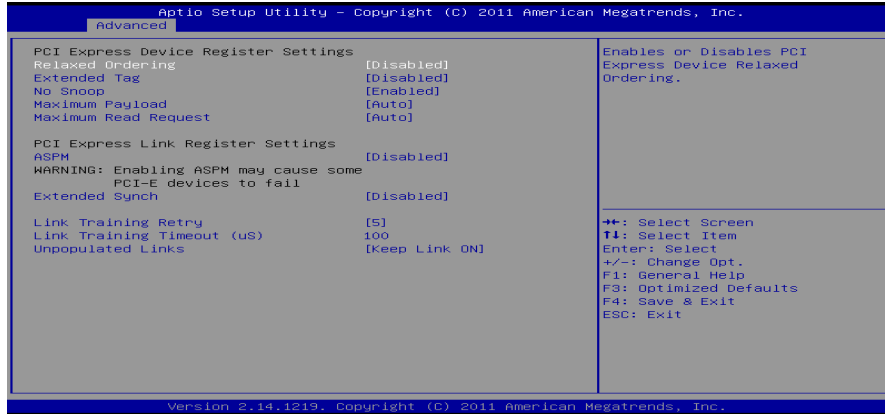 Aptio Setup Utility – Copyright (C) 2011 American Megatrends, Inc.
Advanced
PCI Express Device Register Settings
Relaxed Ordering [Disabled]
Extended Tag [Disabled]
No Snoop [Enabled]
Maximum Payload [Auto]
Maximum Read Request [Auto]
PCI Express Link Register Settings
ASPM [Disabled]
WARNING: Enabling ASPM may cause some
PCI-E devices to fail
Extended Synch [Disabled]
Link Training Retry [5]
Link Training Timeout (uS) 100
Unpopulated Links [Keep Link ON]
Enables or Disables PCI
Express Device Relaxed
Ordering.
→←: Select Screen
↑↓: Select Item
Enter: Select
+/-: Change Opt.
F1: General Help
F3: Optimized Defaults
F4: Save & Exit
ESC: Exit
Version 2.14.1219. Copyright (C) 2011 American Megatrends, Inc.